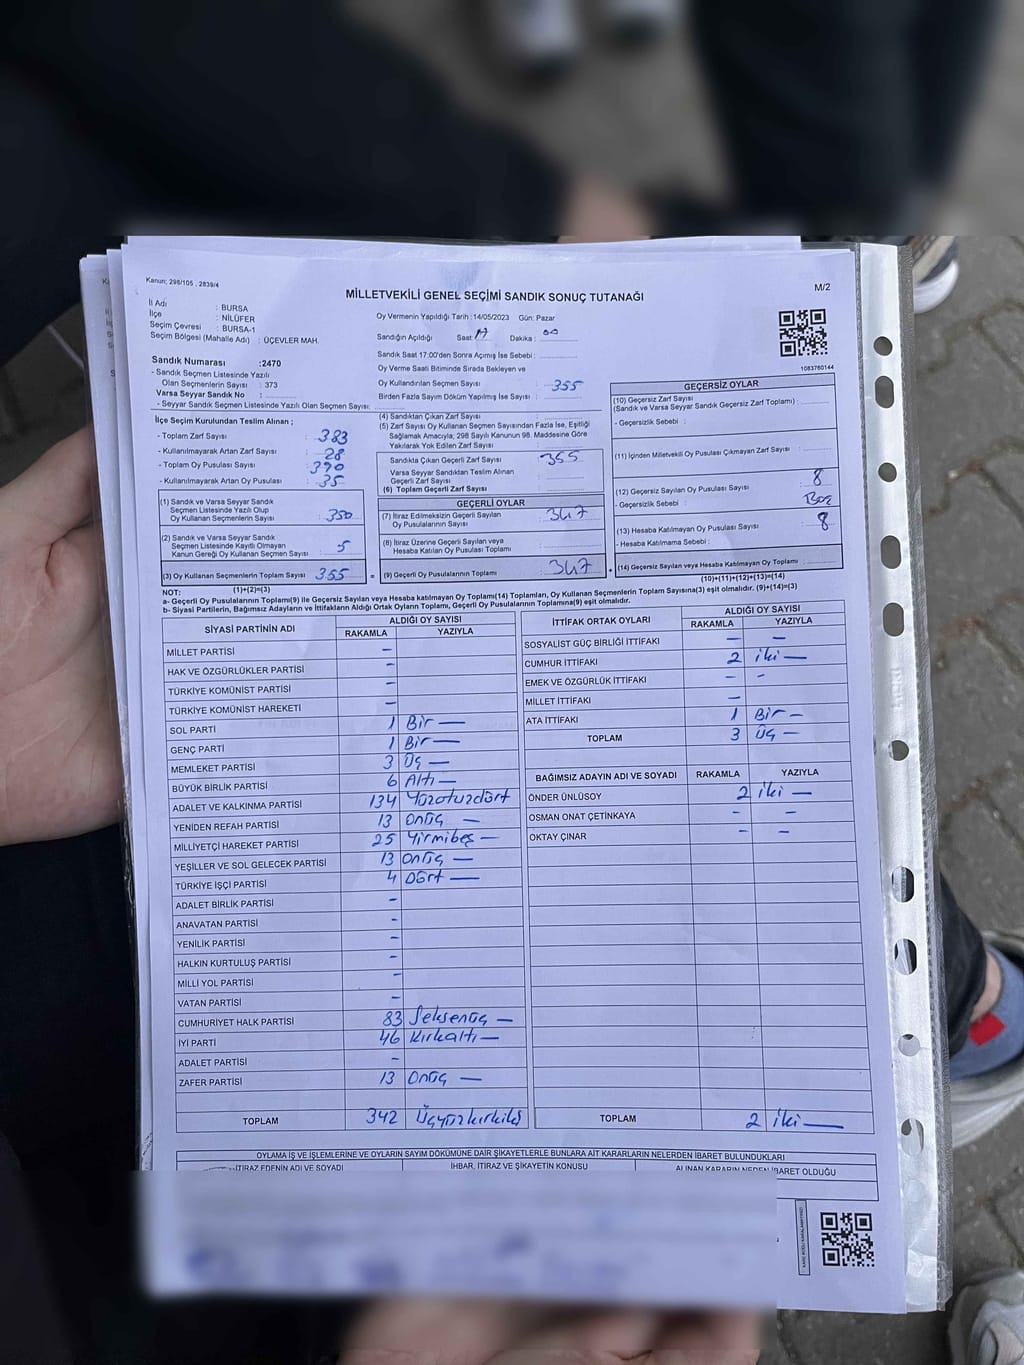 Kanun; 298/105 , 2839/4
M/2
MİLLETVEKİLİ GENEL SEÇİMİ SANDIK SONUÇ TUTANAĞI
İl Adı : BURSA
İlçe : NİLÜFER
Seçim Çevresi : BURSA-1
Seçim Bölgesi (Mahalle Adı) : ÜÇEVLER MAH.
Sandık Numarası :2470
- Sandık Seçmen Listesinde Yazılı
Olan Seçmenlerin Sayısı : 373
Varsa Seyyar Sandık No :
- Seyyar Sandık Seçmen Listesinde Yazılı Olan Seçmen Sayısı:
İlçe Seçim Kurulundan Teslim Alınan ;
- Toplam Zarf Sayısı : 383
- Kullanılmayarak Artan Zarf Sayısı : 28
- Toplam Oy Pusulası Sayısı : 390
- Kullanılmayarak Artan Oy Pusulası : 35
(1) Sandık ve Varsa Seyyar Sandık
Seçmen Listesinde Yazılı Olup
Oy Kullanan Seçmenlerin Sayısı : 350
(2) Sandık ve Varsa Seyyar Sandık
Seçmen Listesinde Kayıtlı Olmayan
Kanun Gereği Oy Kullanan Seçmen Sayısı : 5
(3) Oy Kullanan Seçmenlerin Toplam Sayısı : 355
Oy Vermenin Yapıldığı Tarih :14/05/2023 Gün: Pazar
Sandığın Açıldığı Saat: 17 Dakika : 00
Sandık Saat 17:00'den Sonra Açımış İse Sebebi :
Oy Verme Saati Bitiminde Sırada Bekleyen ve
Oy Kullandırılan Seçmen Sayısı : 355
Birden Fazla Sayım Döküm Yapılmış İse Sayısı :
(4) Sandıktan Çıkan Zarf Sayısı :
(5) Zarf Sayısı Oy Kullanan Seçmen Sayısından Fazla İse, Eşitliği
Sağlamak Amacıyla, 298 Sayılı Kanunun 98. Maddesine Göre
Yakılarak Yok Edilen Zarf Sayısı :
Sandıkta Çıkan Geçerli Zarf Sayısı : 355
Varsa Seyyar Sandıktan Teslim Alınan
Geçerli Zarf Sayısı :
(6) Toplam Geçerli Zarf Sayısı :
GEÇERLİ OYLAR
(7) İtiraz Edilmeksizin Geçerli Sayılan
Oy Pusulalarının Sayısı : 347
(8) İtiraz Üzerine Geçerli Sayılan veya
Hesaba Katılan Oy Pusulası Toplamı :
= (9) Geçerli Oy Pusulalarının Toplamı : 347 +
1083760144
GEÇERSİZ OYLAR
(10) Geçersiz Zarf Sayısı
(Sandık ve Varsa Seyyar Sandık Geçersiz Zarf Toplamı) :
- Geçersizlik Sebebi :
(11) İçinden Milletvekili Oy Pusulası Çıkmayan Zarf Sayısı :
(12) Geçersiz Sayılan Oy Pusulası Sayısı : 8
- Geçersizlik Sebebi : Boş
(13) Hesaba Katılmayan Oy Pusulası Sayısı : 8
- Hesaba Katılmama Sebebi :
(14) Geçersiz Sayılan veya Hesaba Katılmayan Oy Toplamı :
NOT: (1)+(2)=(3)
(10)+(11)+(12)+(13)=(14)
a- Geçerli Oy Pusulalarının Toplamı(9) ile Geçersiz Sayılan veya Hesaba Katılmayan Oy Toplamı(14) Toplamları, Oy Kullanan Seçmenlerin Toplam Sayısına(3) eşit olmalıdır. (9)+(14)=(3)
b- Siyasi Partilerin, Bağımsız Adayların ve İttifakların Aldığı Ortak Oyların Toplamı, Geçerli Oy Pusulalarının Toplamına(9) eşit olmalıdır.
SİYASİ PARTİNİN ADI ALDIĞI OY SAYISI
RAKAMLA YAZIYLA
MİLLET PARTİSİ -
HAK VE ÖZGÜRLÜKLER PARTİSİ -
TÜRKİYE KOMÜNİST PARTİSİ -
TÜRKİYE KOMÜNİST HAREKETİ -
SOL PARTİ 1 Bir —
GENÇ PARTİ 1 Bir —
MEMLEKET PARTİSİ 3 Üç —
BÜYÜK BİRLİK PARTİSİ 6 Altı —
ADALET VE KALKINMA PARTİSİ 134 Yüzotuzdört
YENİDEN REFAH PARTİSİ 13 Onüç —
MİLLİYETÇİ HAREKET PARTİSİ 25 Yirmibeş —
YEŞİLLER VE SOL GELECEK PARTİSİ 13 Onüç —
TÜRKİYE İŞÇİ PARTİSİ 4 Dört —
ADALET BİRLİK PARTİSİ -
ANAVATAN PARTİSİ -
YENİLİK PARTİSİ -
HALKIN KURTULUŞ PARTİSİ -
MİLLİ YOL PARTİSİ -
VATAN PARTİSİ -
CUMHURİYET HALK PARTİSİ 83 Seksenüç —
İYİ PARTİ 46 Kırkaltı —
ADALET PARTİSİ -
ZAFER PARTİSİ 13 Onüç —
TOPLAM 342 Üçyüzkırkiki
İTTİFAK ORTAK OYLARI ALDIĞI OY SAYISI
RAKAMLA YAZIYLA
SOSYALİST GÜÇ BİRLİĞİ İTTİFAKI - -
CUMHUR İTTİFAKI 2 iki —
EMEK VE ÖZGÜRLÜK İTTİFAKI - -
MİLLET İTTİFAKI -
ATA İTTİFAKI 1 Bir -
TOPLAM 3 Üç —
BAĞIMSIZ ADAYIN ADI VE SOYADI RAKAMLA YAZIYLA
ÖNDER ÜNLÜSOY 2 iki —
OSMAN ONAT ÇETİNKAYA - -
OKTAY ÇINAR - -
TOPLAM 2 iki —
OYLAMA İŞ VE İŞLEMLERİNE VE OYLARIN SAYIM DÖKÜMÜNE DAİR ŞİKAYETLERLE BUNLARA AİT KARARLARIN NELERDEN İBARET BULUNDUKLARI
İTİRAZ EDENİN ADI VE SOYADI İHBAR, İTİRAZ VE ŞİKAYETİN KONUSU ALINAN KARARIN NEDEN İBARET OLDUĞU